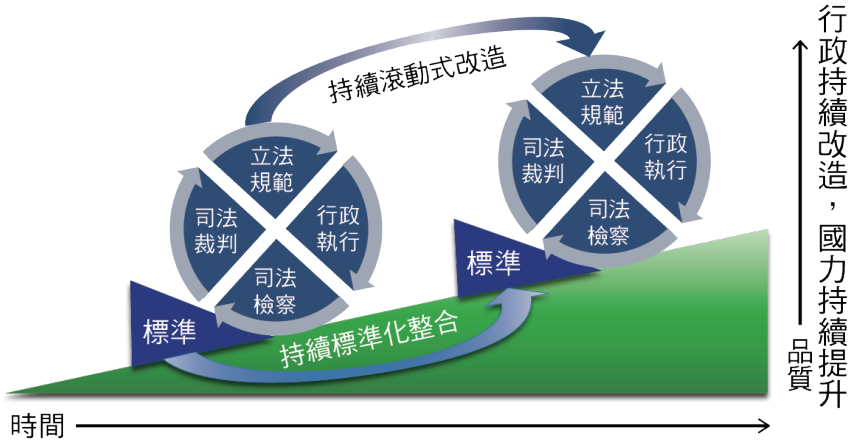 持續滾動式改造
立法
規範
行政
執行
司法
檢察
司法
裁判
標準
立法
規範
行政
執行
司法
檢察
司法
裁判
標準
持續標準化整合
時間
品質
行政持續改造，國力持續提升